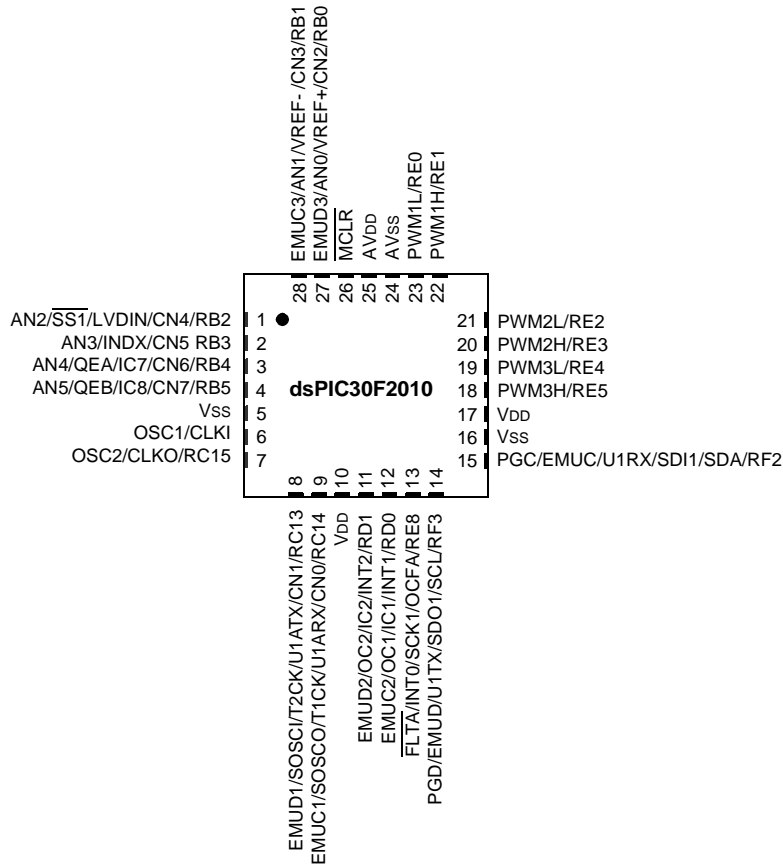 EMUC3/AN1/VREF- /CN3/RB1
EMUD3/AN0/VREF+/CN2/RB0
MCLR
AVDD
AVSS
PWM1L/RE0
PWM1H/RE1
28 27 26 25 24 23 22
AN2/SS1/LVDIN/CN4/RB2 1
AN3/INDX/CN5 RB3 2
AN4/QEA/IC7/CN6/RB4 3
AN5/QEB/IC8/CN7/RB5 4
VSS 5
OSC1/CLKI 6
OSC2/CLKO/RC15 7
dsPIC30F2010
21 PWM2L/RE2
20 PWM2H/RE3
19 PWM3L/RE4
18 PWM3H/RE5
17 VDD
16 VSS
15 PGC/EMUC/U1RX/SDI1/SDA/RF2
8 9 10 11 12 13 14
EMUD1/SOSCI/T2CK/U1ATX/CN1/RC13
EMUC1/SOSCO/T1CK/U1ARX/CN0/RC14
VDD
EMUD2/OC2/IC2/INT2/RD1
EMUC2/OC1/IC1/INT1/RD0
FLTA/INT0/SCK1/OCFA/RE8
PGD/EMUD/U1TX/SDO1/SCL/RF3